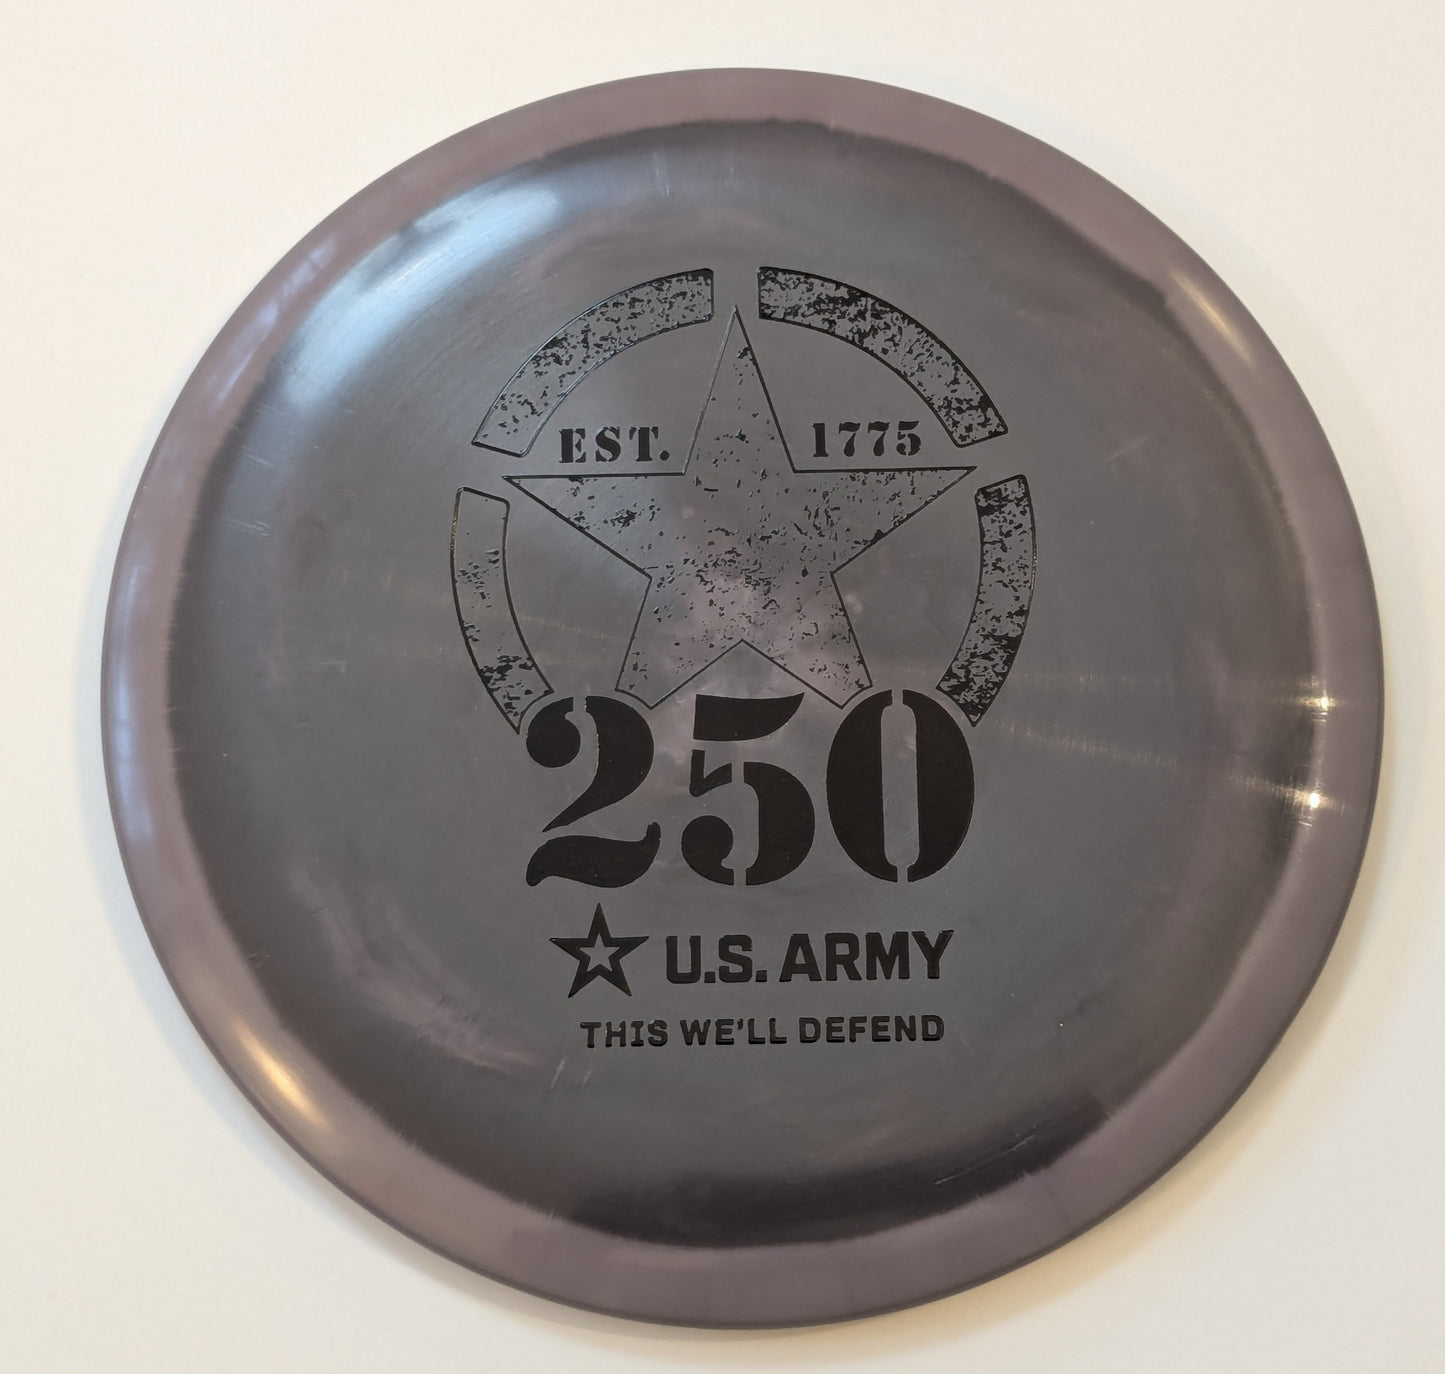 EST. 1775
250
U.S. ARMY
THIS WE'LL DEFEND